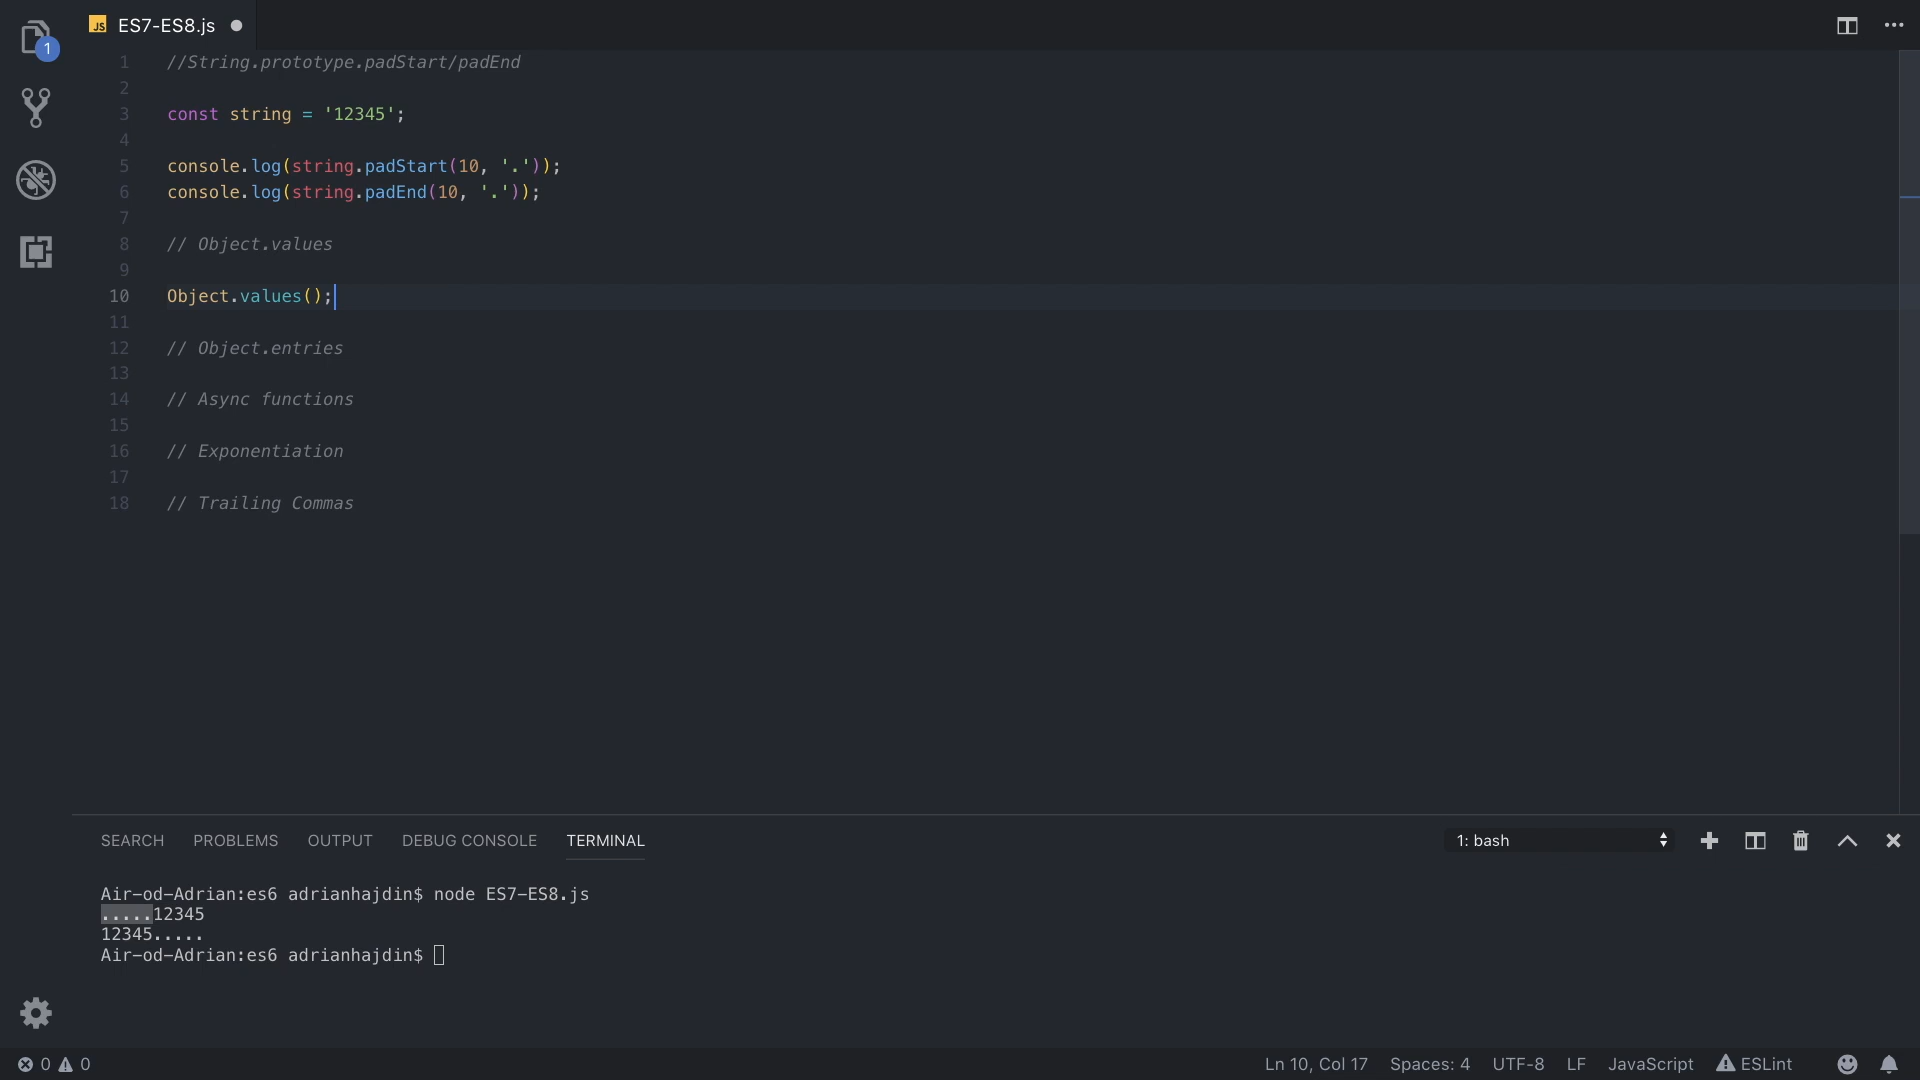 1
JS ES7-ES8.js
1 //String.prototype.padStart/padEnd
2
3 const string = '12345';
4
5 console.log(string.padStart(10, '.'));
6 console.log(string.padEnd(10, '.'));
7
8 // Object.values
9
10 Object.values();
11
12 // Object.entries
13
14 // Async functions
15
16 // Exponentiation
17
18 // Trailing Commas
SEARCH PROBLEMS OUTPUT DEBUG CONSOLE TERMINAL 1: bash
Air-od-Adrian:es6 adrianhajdin$ node ES7-ES8.js
.....12345
12345.....
Air-od-Adrian:es6 adrianhajdin$
0 0 Ln 10, Col 17 Spaces: 4 UTF-8 LF JavaScript ESLint